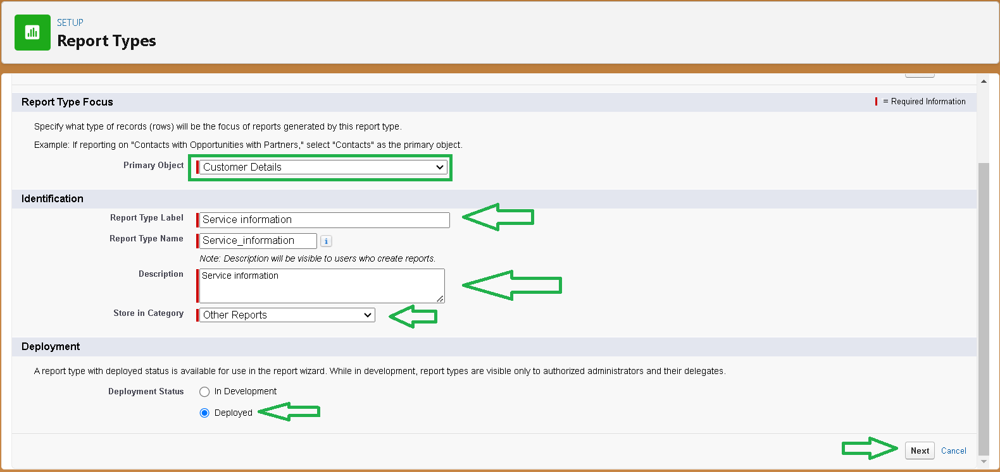 SETUP
Report Types
Report Type Focus
= Required Information
Specify what type of records (rows) will be the focus of reports generated by this report type.
Example: If reporting on "Contacts with Opportunities with Partners," select "Contacts" as the primary object.
Primary Object Customer Details
Identification
Report Type Label Service information
Report Type Name Service_information i
Note: Description will be visible to users who create reports.
Description Service information
Store in Category Other Reports
Deployment
A report type with deployed status is available for use in the report wizard. While in development, report types are visible only to authorized administrators and their delegates.
Deployment Status In Development
Deployed
Next Cancel